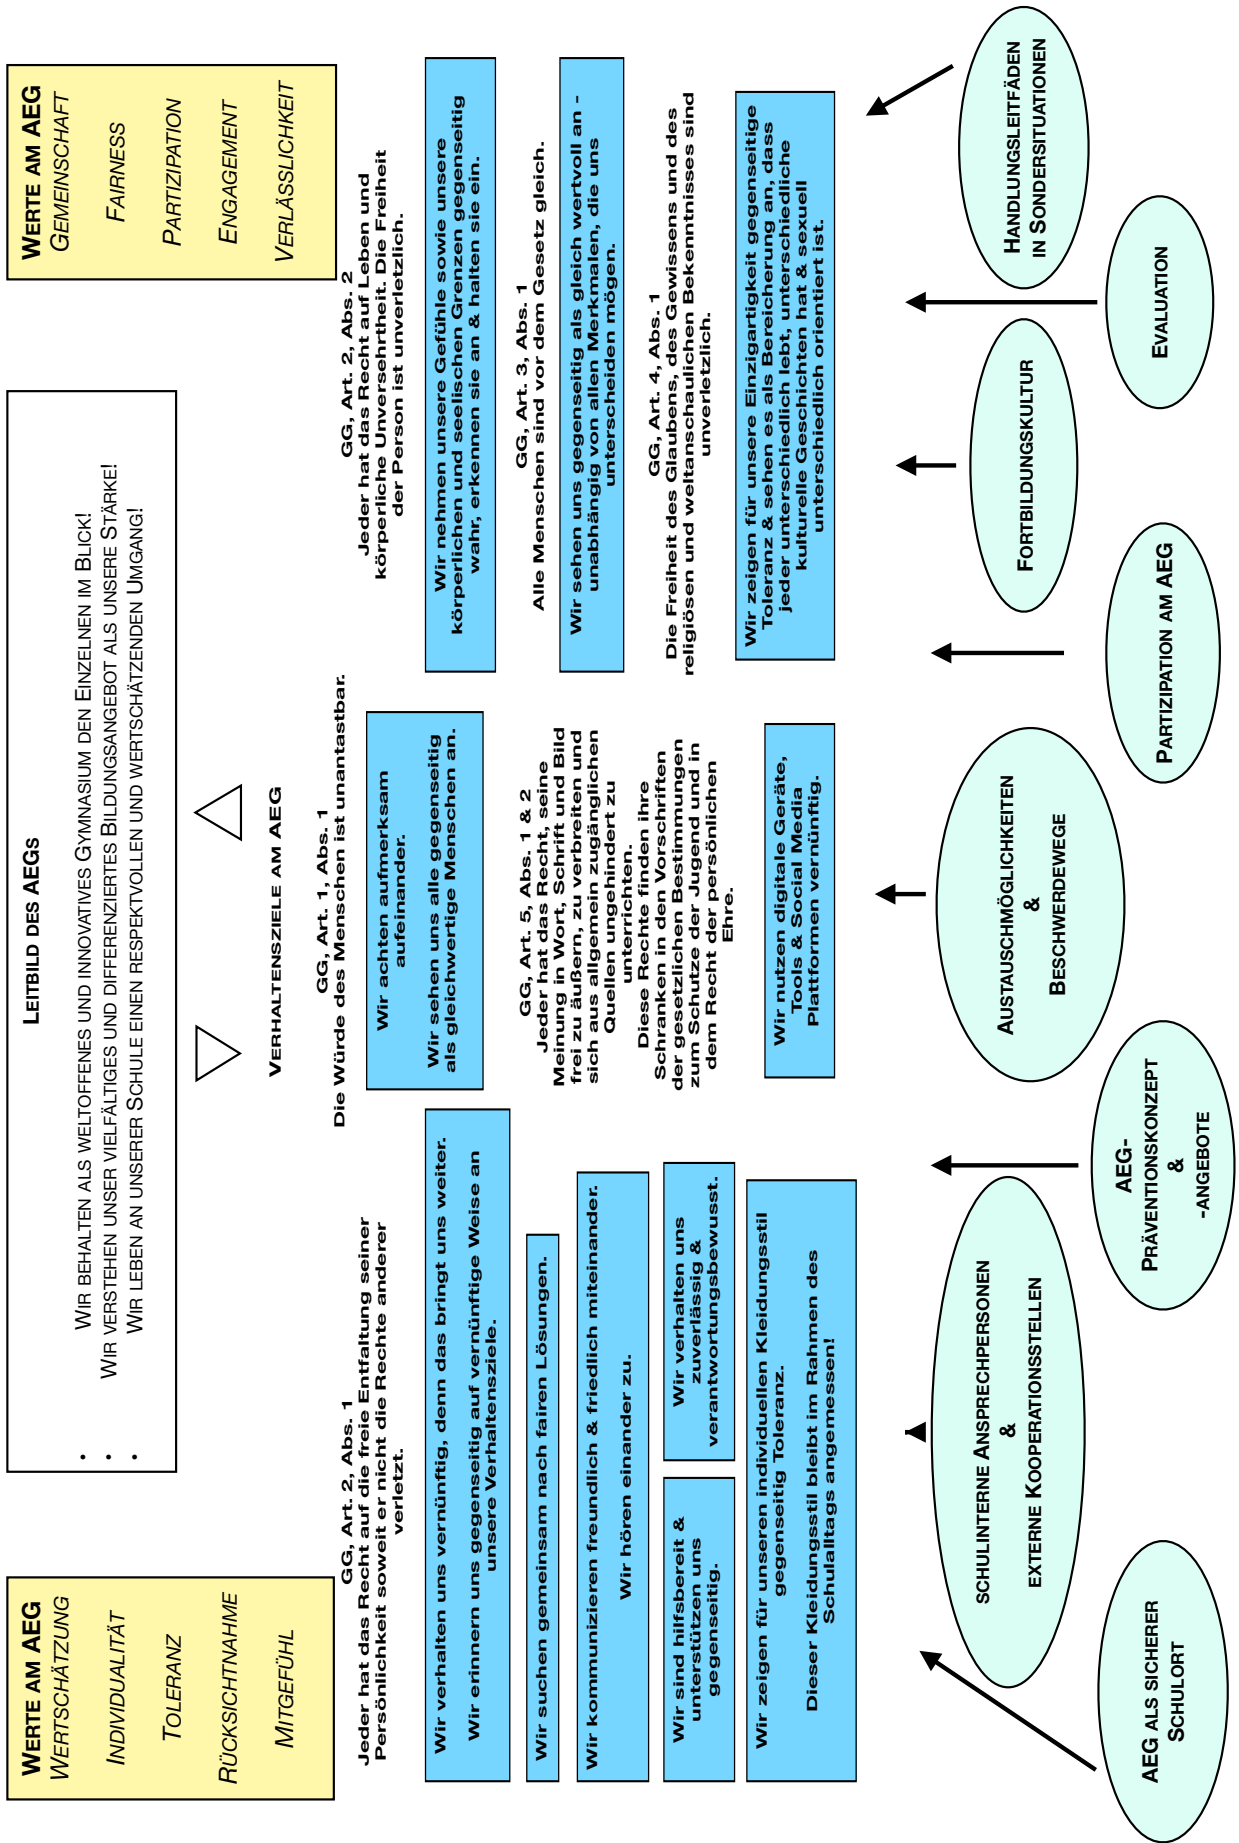 WERTE AM AEG
WERTSCHÄTZUNG
INDIVIDUALITÄT
TOLERANZ
RÜCKSICHTNAHME
MITGEFÜHL
LEITBILD DES AEGS
• WIR BEHALTEN ALS WELTOFFENES UND INNOVATIVES GYMNASIUM DEN EINZELNEN IM BLICK!
• WIR VERSTEHEN UNSER VIELFÄLTIGES UND DIFFERENZIERTES BILDUNGSANGEBOT ALS UNSERE STÄRKE!
• WIR LEBEN AN UNSERER SCHULE EINEN RESPEKTVOLLEN UND WERTSCHÄTZENDEN UMGANG!
WERTE AM AEG
GEMEINSCHAFT
FAIRNESS
PARTIZIPATION
ENGAGEMENT
VERLÄSSLICHKEIT
VERHALTENSZIELE AM AEG
GG, Art. 2, Abs. 1
Jeder hat das Recht auf die freie Entfaltung seiner
Persönlichkeit soweit er nicht die Rechte anderer
verletzt.
Wir verhalten uns vernünftig, denn das bringt uns weiter.
Wir erinnern uns gegenseitig auf vernünftige Weise an
unsere Verhaltensziele.
Wir suchen gemeinsam nach fairen Lösungen.
Wir kommunizieren freundlich & friedlich miteinander.
Wir hören einander zu.
Wir sind hilfsbereit &
unterstützen uns
gegenseitig.
Wir verhalten uns
zuverlässig &
verantwortungsbewusst.
Wir zeigen für unseren individuellen Kleidungsstil
gegenseitig Toleranz.
Dieser Kleidungsstil bleibt im Rahmen des
Schulalltags angemessen!
GG, Art. 1, Abs. 1
Die Würde des Menschen ist unantastbar.
Wir achten aufmerksam
aufeinander.
Wir sehen uns alle gegenseitig
als gleichwertige Menschen an.
GG, Art. 5, Abs. 1 & 2
Jeder hat das Recht, seine
Meinung in Wort, Schrift und Bild
frei zu äußern, zu verbreiten und
sich aus allgemein zugänglichen
Quellen ungehindert zu
unterrichten.
Diese Rechte finden ihre
Schranken in den Vorschriften
der gesetzlichen Bestimmungen
zum Schutze der Jugend und in
dem Recht der persönlichen
Ehre.
Wir nutzen digitale Geräte,
Tools & Social Media
Plattformen vernünftig.
GG, Art. 2, Abs. 2
Jeder hat das Recht auf Leben und
körperliche Unversehrtheit. Die Freiheit
der Person ist unverletzlich.
Wir nehmen unsere Gefühle sowie unsere
körperlichen und seelischen Grenzen gegenseitig
wahr, erkennen sie an & halten sie ein.
GG, Art. 3, Abs. 1
Alle Menschen sind vor dem Gesetz gleich.
Wir sehen uns gegenseitig als gleich wertvoll an –
unabhängig von allen Merkmalen, die uns
unterscheiden mögen.
GG, Art. 4, Abs. 1
Die Freiheit des Glaubens, des Gewissens und des
religiösen und weltanschaulichen Bekenntnisses sind
unverletzlich.
Wir zeigen für unsere Einzigartigkeit gegenseitige
Toleranz & sehen es als Bereicherung an, dass
jeder unterschiedlich lebt, unterschiedliche
kulturelle Geschichten hat & sexuell
unterschiedlich orientiert ist.
AEG ALS SICHERER
SCHULORT
SCHULINTERNE ANSPRECHPERSONEN
&
EXTERNE KOOPERATIONSSTELLEN
AEG-
PRÄVENTIONSKONZEPT
&
-ANGEBOTE
AUSTAUSCHMÖGLICHKEITEN
&
BESCHWERDEWEGE
PARTIZIPATION AM AEG
FORTBILDUNGSKULTUR
EVALUATION
HANDLUNGSLEITFÄDEN
IN SONDERSITUATIONEN